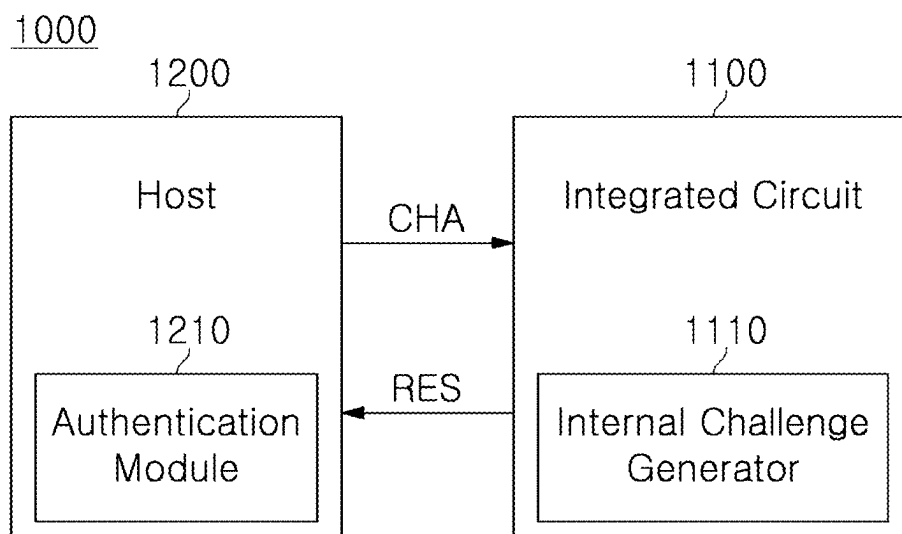 1000
1200
1100
Host
Integrated Circuit
CHA
1210
1110
RES
Authentication
Module
Internal Challenge
Generator